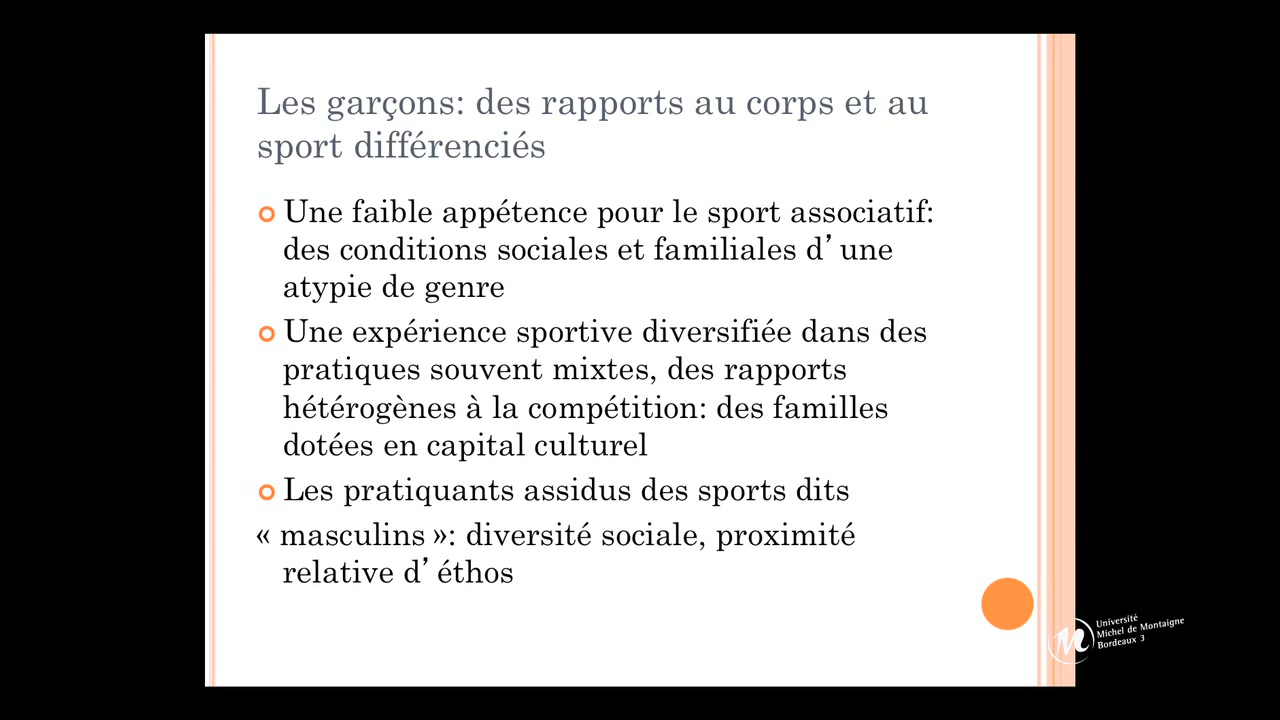 Les garçons: des rapports au corps et au
sport différenciés
Une faible appétence pour le sport associatif:
des conditions sociales et familiales d’une
atypie de genre
Une expérience sportive diversifiée dans des
pratiques souvent mixtes, des rapports
hétérogènes à la compétition: des familles
dotées en capital culturel
Les pratiquants assidus des sports dits
« masculins »: diversité sociale, proximité
relative d’éthos
Université
Michel de Montaigne
Bordeaux 3